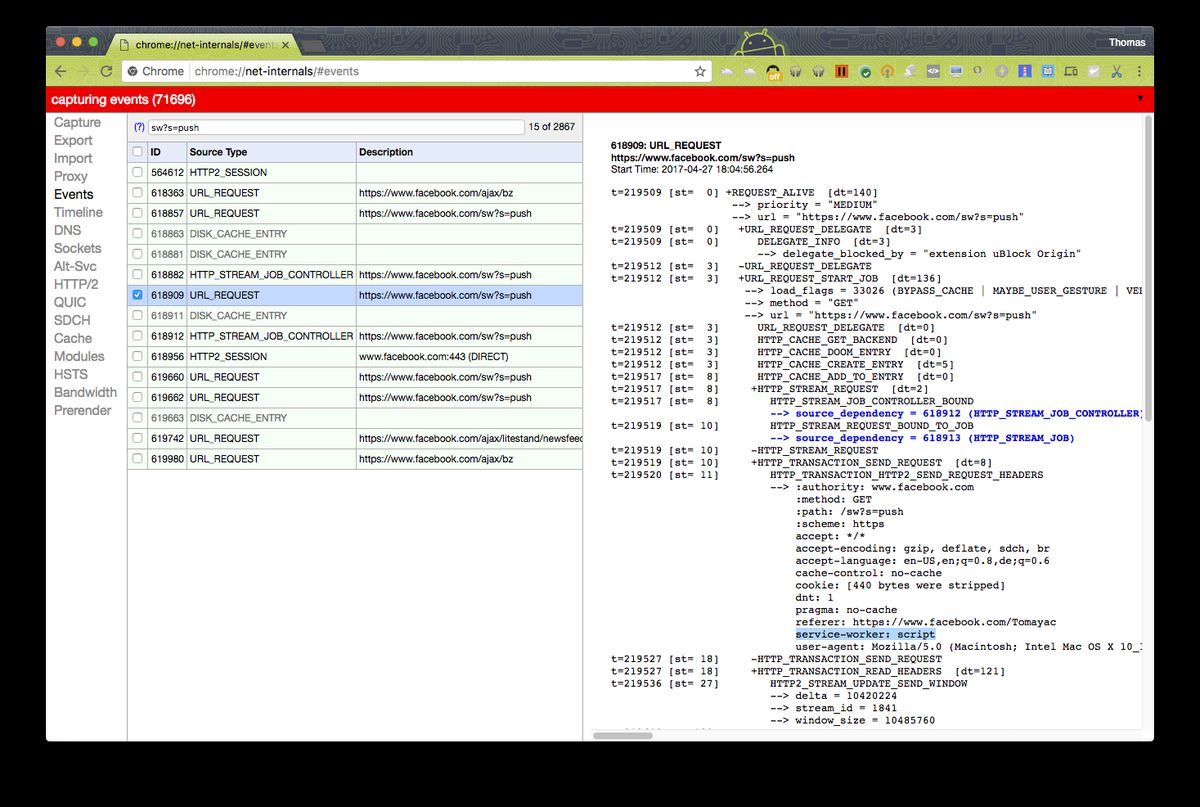 chrome://net-internals/#events
Thomas
Chrome chrome://net-internals/#events
off
capturing events (71696)
Capture
Export
Import
Proxy
Events
Timeline
DNS
Sockets
Alt-Svc
HTTP/2
QUIC
SDCH
Cache
Modules
HSTS
Bandwidth
Prerender
(?) sw?s=push 15 of 2867
ID Source Type Description
564612 HTTP2_SESSION
618363 URL_REQUEST https://www.facebook.com/ajax/bz
618857 URL_REQUEST https://www.facebook.com/sw?s=push
618863 DISK_CACHE_ENTRY
618881 DISK_CACHE_ENTRY
618882 HTTP_STREAM_JOB_CONTROLLER https://www.facebook.com/sw?s=push
618909 URL_REQUEST https://www.facebook.com/sw?s=push
618911 DISK_CACHE_ENTRY
618912 HTTP_STREAM_JOB_CONTROLLER https://www.facebook.com/sw?s=push
618956 HTTP2_SESSION www.facebook.com:443 (DIRECT)
619660 URL_REQUEST https://www.facebook.com/sw?s=push
619662 URL_REQUEST https://www.facebook.com/sw?s=push
619663 DISK_CACHE_ENTRY
619742 URL_REQUEST https://www.facebook.com/ajax/litestand/newsfeed
619980 URL_REQUEST https://www.facebook.com/ajax/bz
618909: URL_REQUEST
https://www.facebook.com/sw?s=push
Start Time: 2017-04-27 18:04:56.264
t=219509 [st=  0] +REQUEST_ALIVE  [dt=140]
--> priority = "MEDIUM"
--> url = "https://www.facebook.com/sw?s=push"
t=219509 [st=  0] +URL_REQUEST_DELEGATE  [dt=3]
t=219509 [st=  0] DELEGATE_INFO  [dt=3]
--> delegate_blocked_by = "extension uBlock Origin"
t=219512 [st=  3] -URL_REQUEST_DELEGATE
t=219512 [st=  3] +URL_REQUEST_START_JOB  [dt=136]
--> load_flags = 33026 (BYPASS_CACHE | MAYBE_USER_GESTURE | VE
--> method = "GET"
--> url = "https://www.facebook.com/sw?s=push"
t=219512 [st=  3] URL_REQUEST_DELEGATE  [dt=0]
t=219512 [st=  3] HTTP_CACHE_GET_BACKEND  [dt=0]
t=219512 [st=  3] HTTP_CACHE_DOOM_ENTRY  [dt=0]
t=219512 [st=  3] HTTP_CACHE_CREATE_ENTRY  [dt=5]
t=219517 [st=  8] HTTP_CACHE_ADD_TO_ENTRY  [dt=0]
t=219517 [st=  8] +HTTP_STREAM_REQUEST  [dt=2]
t=219517 [st=  8] HTTP_STREAM_JOB_CONTROLLER_BOUND
--> source_dependency = 618912 (HTTP_STREAM_JOB_CONTROLLER)
t=219519 [st= 10] HTTP_STREAM_REQUEST_BOUND_TO_JOB
--> source_dependency = 618913 (HTTP_STREAM_JOB)
t=219519 [st= 10] -HTTP_STREAM_REQUEST
t=219519 [st= 10] +HTTP_TRANSACTION_SEND_REQUEST  [dt=8]
t=219520 [st= 11] HTTP_TRANSACTION_HTTP2_SEND_REQUEST_HEADERS
--> :authority: www.facebook.com
:method: GET
:path: /sw?s=push
:scheme: https
accept: */*
accept-encoding: gzip, deflate, sdch, br
accept-language: en-US,en;q=0.8,de;q=0.6
cache-control: no-cache
cookie: [440 bytes were stripped]
dnt: 1
pragma: no-cache
referer: https://www.facebook.com/Tomayac
service-worker: script
user-agent: Mozilla/5.0 (Macintosh; Intel Mac OS X 10_
t=219527 [st= 18] -HTTP_TRANSACTION_SEND_REQUEST
t=219527 [st= 18] +HTTP_TRANSACTION_READ_HEADERS  [dt=121]
t=219536 [st= 27] HTTP2_STREAM_UPDATE_SEND_WINDOW
--> delta = 10420224
--> stream_id = 1841
--> window_size = 10485760